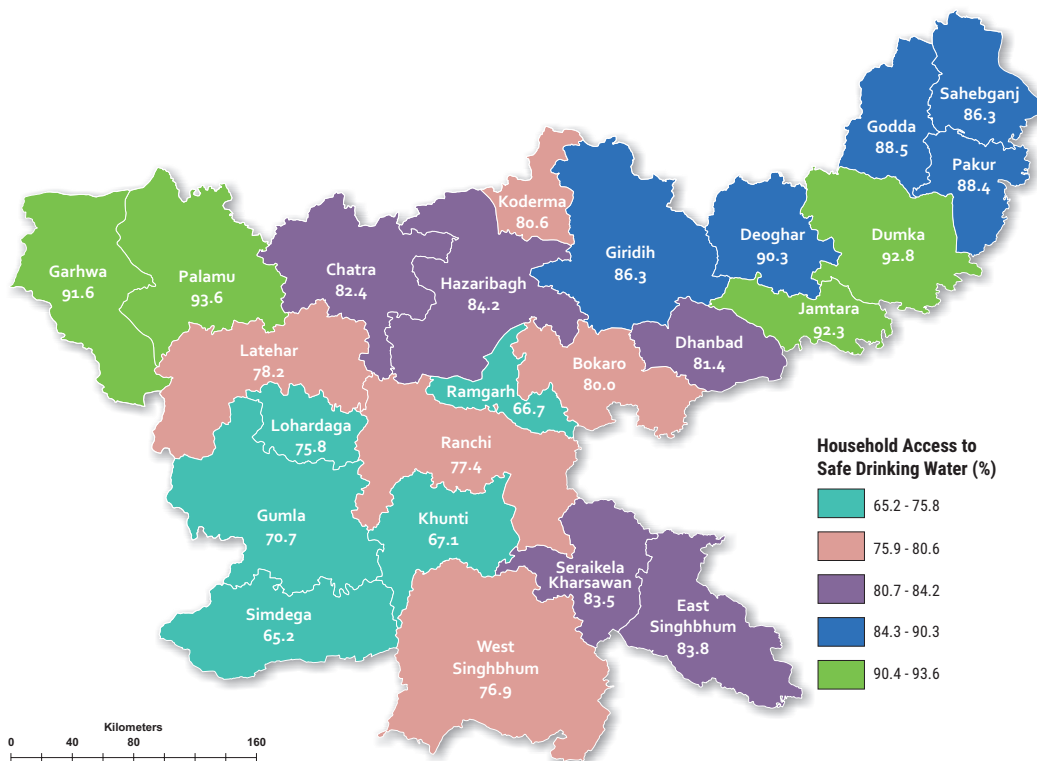 Sahebganj
86.3
Godda
88.5
Pakur
88.4
Koderma
80.6
Garhwa
91.6
Palamu
93.6
Chatra
82.4
Hazaribagh
84.2
Giridih
86.3
Deoghar
90.3
Dumka
92.8
Jamtara
92.3
Latehar
78.2
Dhanbad
81.4
Bokaro
80.0
Ramgarh
66.7
Lohardaga
75.8
Ranchi
77.4
Gumla
70.7
Khunti
67.1
Seraikela
Kharsawan
83.5
East
Singhbhum
83.8
Simdega
65.2
West
Singhbhum
76.9
Household Access to
Safe Drinking Water (%)
65.2 - 75.8
75.9 - 80.6
80.7 - 84.2
84.3 - 90.3
90.4 - 93.6
Kilometers
0 40 80 160